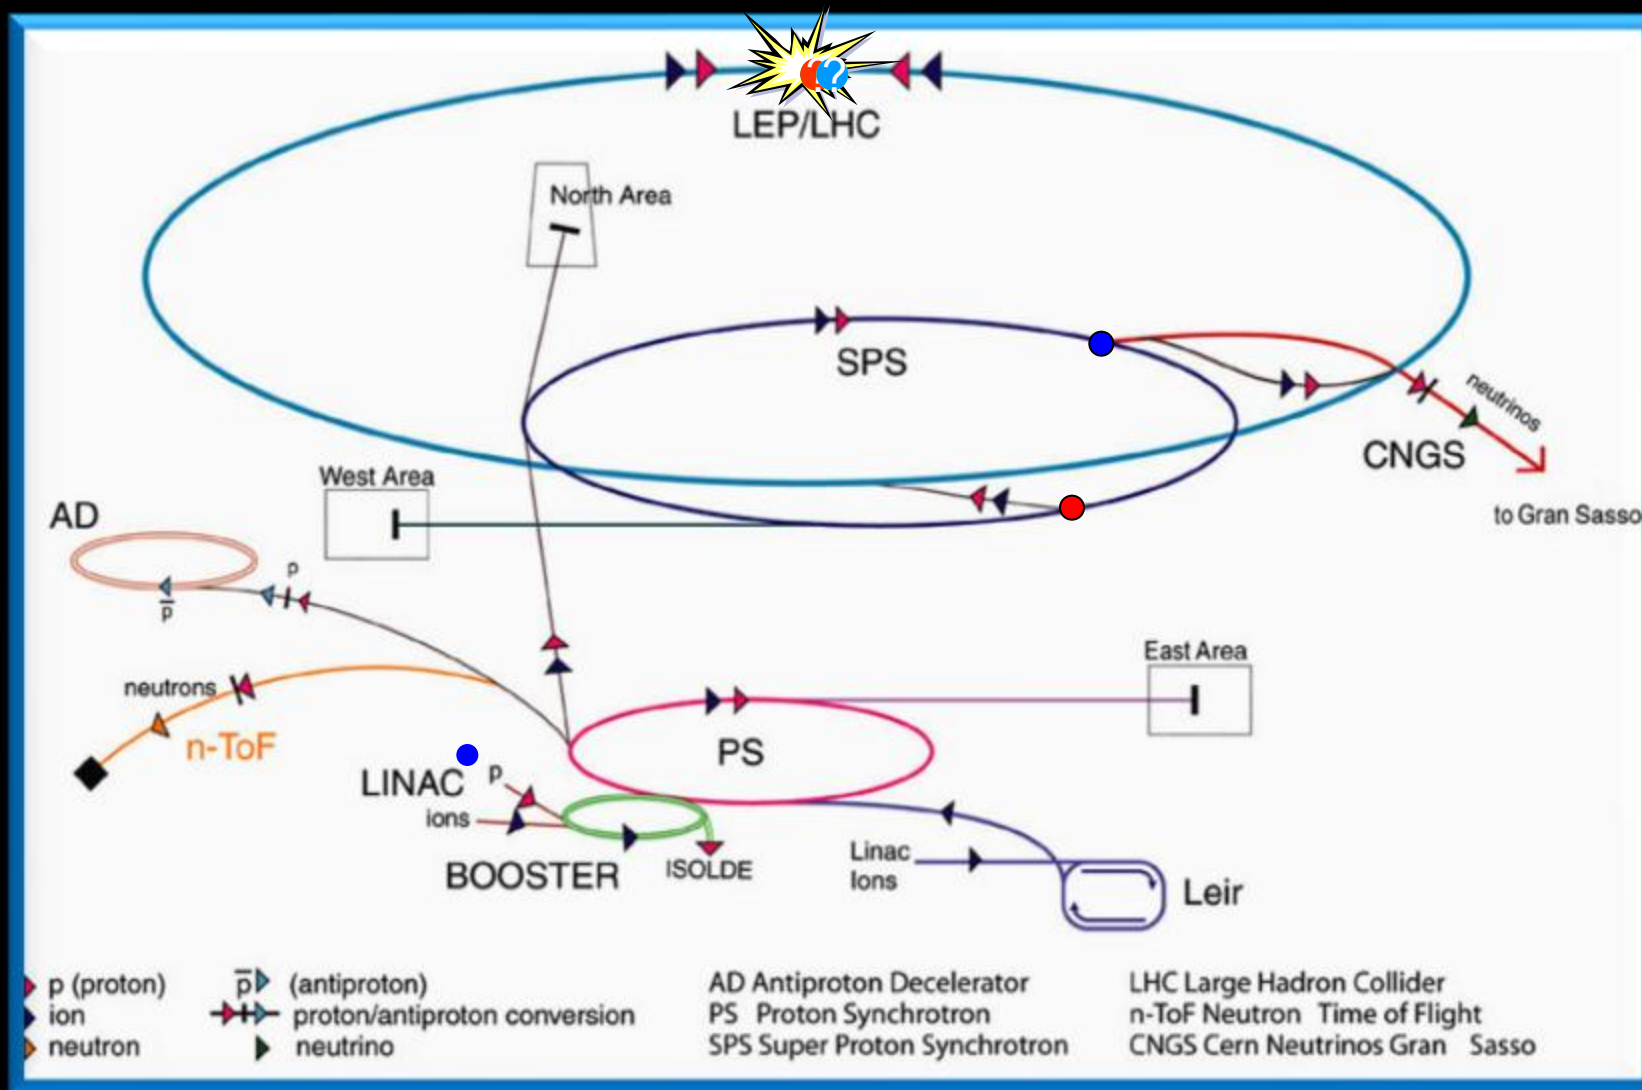 ??
LEP/LHC
North Area
SPS
neutrinos
CNGS
West Area
to Gran Sasso
AD
p
p̅
East Area
neutrons
n-ToF
PS
LINAC
p
ions
BOOSTER
ISOLDE
Linac
Ions
Leir
p (proton)
ion
neutron
p̅ (antiproton)
proton/antiproton conversion
neutrino
AD Antiproton Decelerator
PS Proton Synchrotron
SPS Super Proton Synchrotron
LHC Large Hadron Collider
n-ToF Neutron Time of Flight
CNGS Cern Neutrinos Gran Sasso